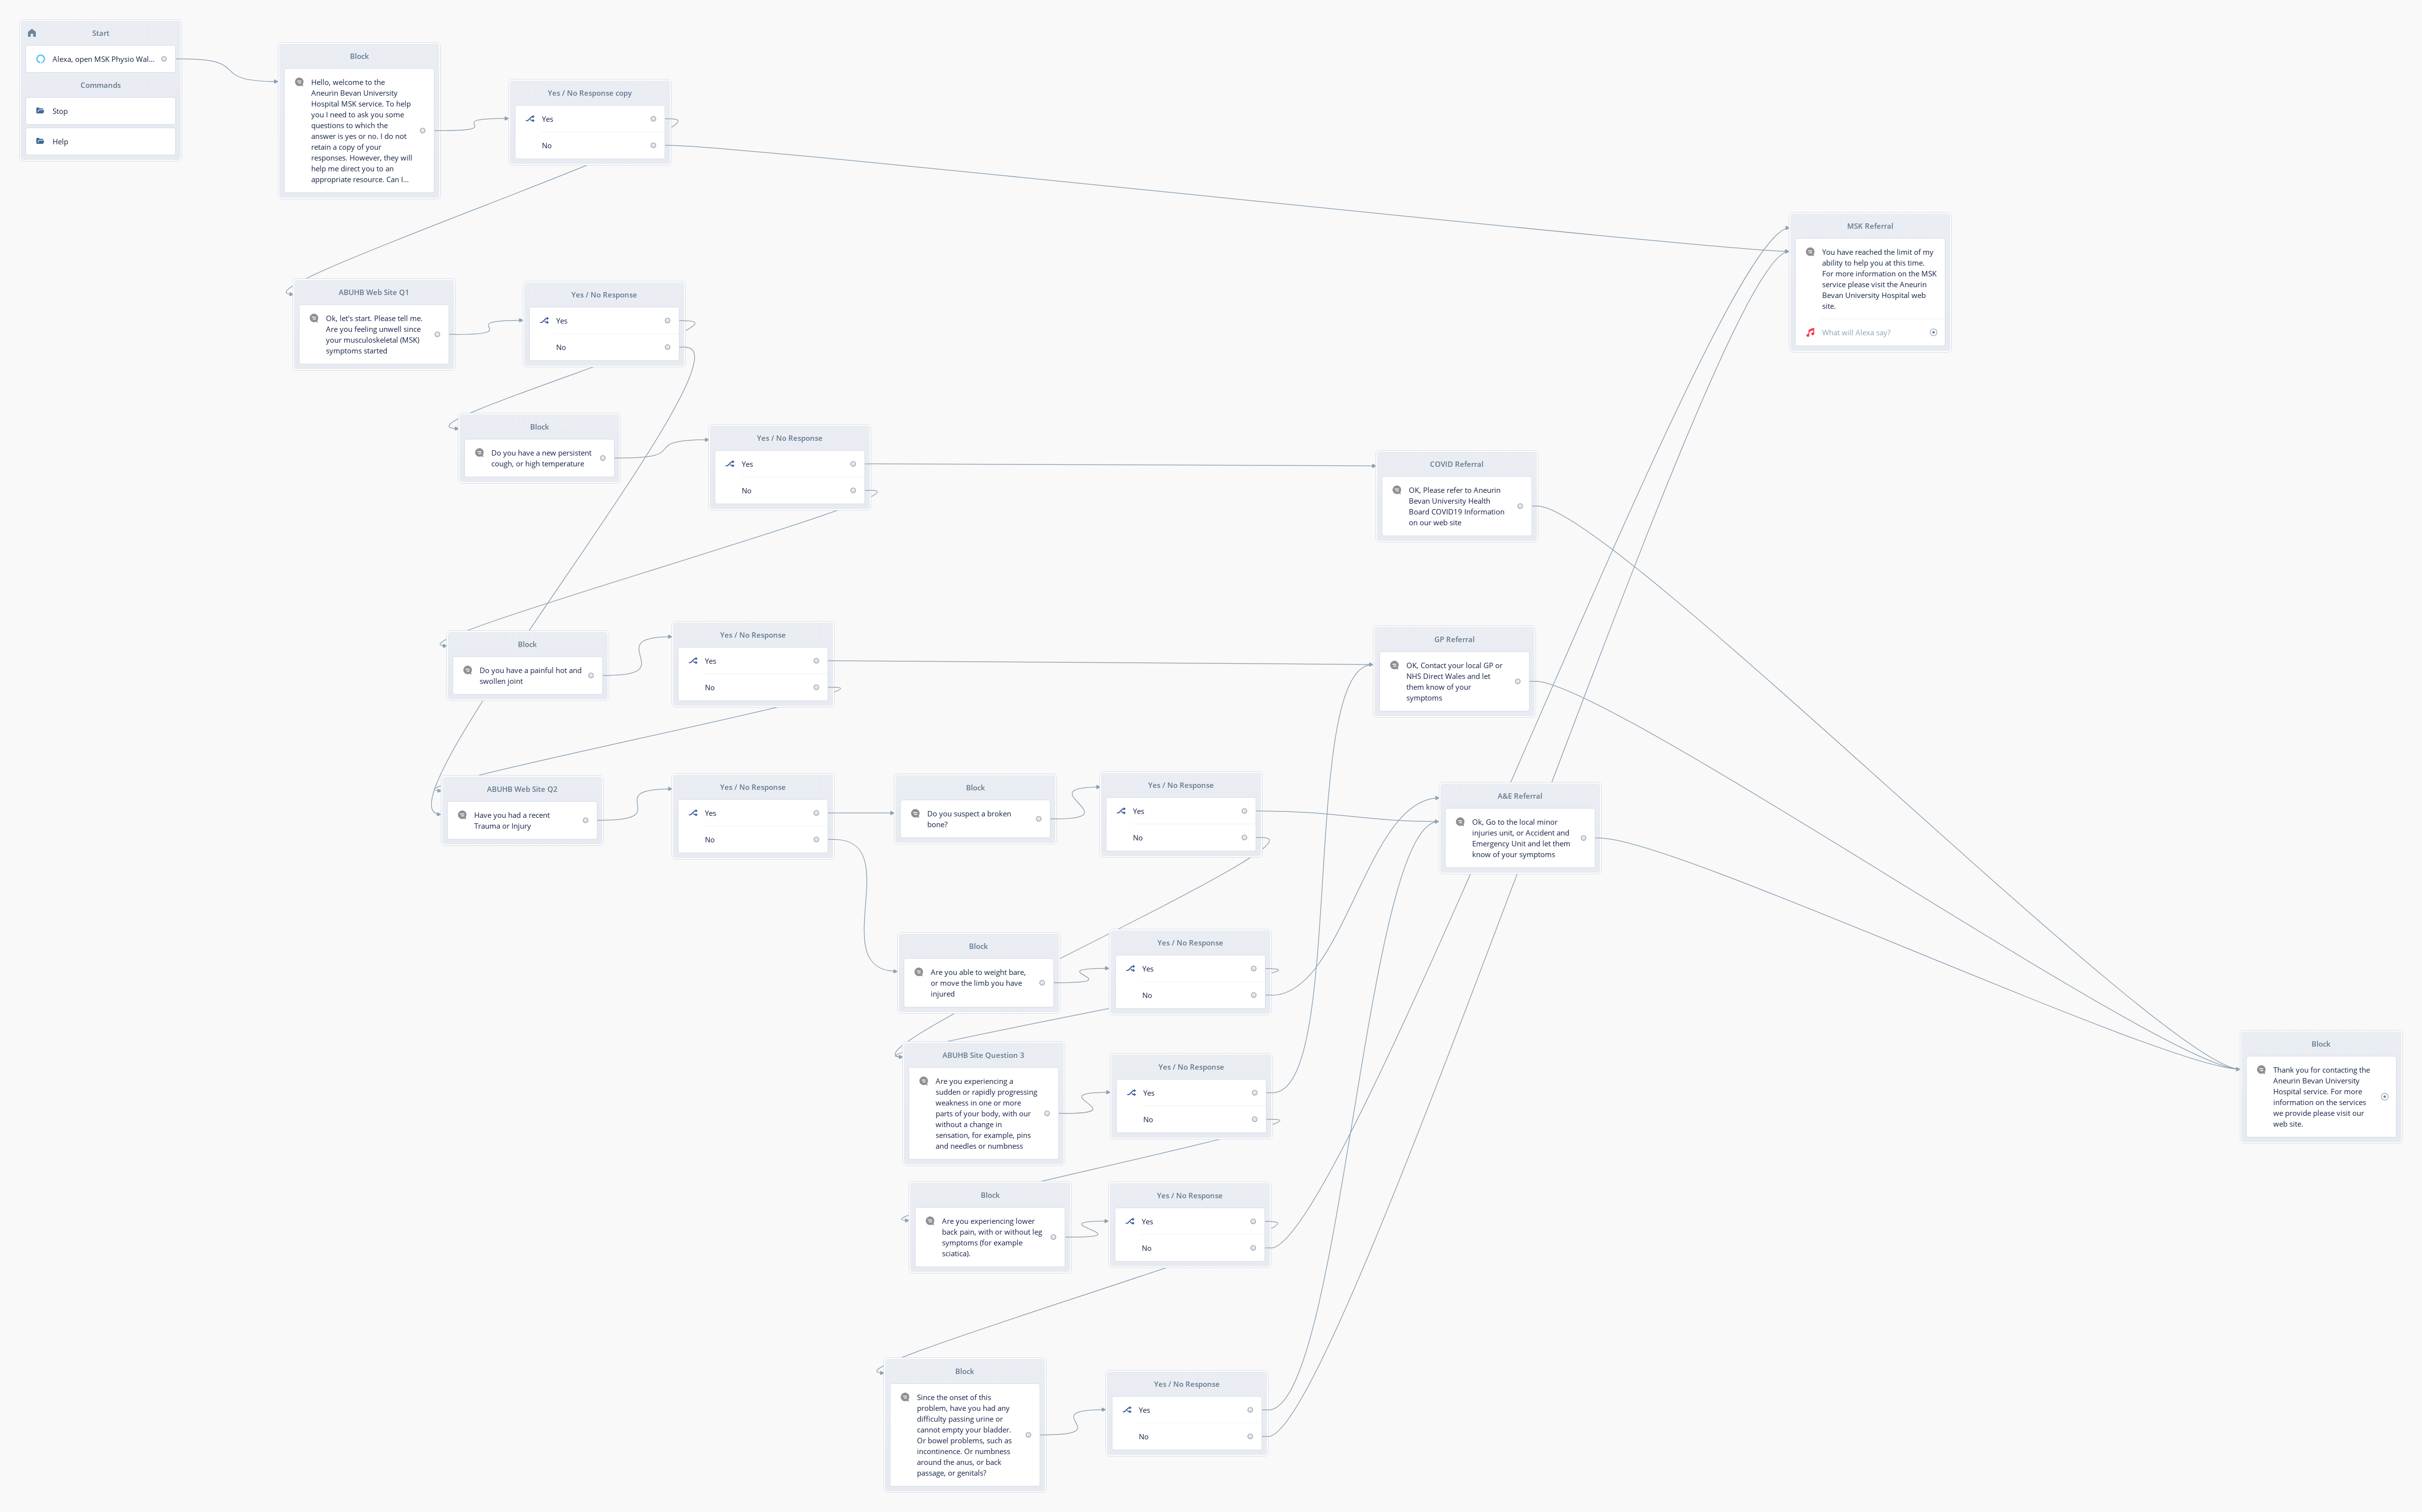 Start
Alexa, open MSK Physio Wal...
Commands
Stop
Help
Block
Hello, welcome to the
Aneurin Bevan University
Hospital MSK service. To help
you I need to ask you some
questions to which the
answer is yes or no. I do not
retain a copy of your
responses. However, they will
help me direct you to an
appropriate resource. Can I...
Yes / No Response copy
Yes
No
MSK Referral
You have reached the limit of my
ability to help you at this time.
For more information on the MSK
service please visit the Aneurin
Bevan University Hospital web
site.
What will Alexa say?
ABUHB Web Site Q1
Ok, let's start. Please tell me.
Are you feeling unwell since
your musculoskeletal (MSK)
symptoms started
Yes / No Response
Yes
No
Block
Do you have a new persistent
cough, or high temperature
Yes / No Response
Yes
No
COVID Referral
OK, Please refer to Aneurin
Bevan University Health
Board COVID19 Information
on our web site
Block
Do you have a painful hot and
swollen joint
Yes / No Response
Yes
No
GP Referral
OK, Contact your local GP or
NHS Direct Wales and let
them know of your
symptoms
ABUHB Web Site Q2
Have you had a recent
Trauma or Injury
Yes / No Response
Yes
No
Block
Do you suspect a broken
bone?
Yes / No Response
Yes
No
A&E Referral
Ok, Go to the local minor
injuries unit, or Accident and
Emergency Unit and let them
know of your symptoms
Block
Are you able to weight bare,
or move the limb you have
injured
Yes / No Response
Yes
No
ABUHB Site Question 3
Are you experiencing a
sudden or rapidly progressing
weakness in one or more
parts of your body, with our
without a change in
sensation, for example, pins
and needles or numbness
Yes / No Response
Yes
No
Block
Thank you for contacting the
Aneurin Bevan University
Hospital service. For more
information on the services
we provide please visit our
web site.
Block
Are you experiencing lower
back pain, with or without leg
symptoms (for example
sciatica).
Yes / No Response
Yes
No
Block
Since the onset of this
problem, have you had any
difficulty passing urine or
cannot empty your bladder.
Or bowel problems, such as
incontinence. Or numbness
around the anus, or back
passage, or genitals?
Yes / No Response
Yes
No